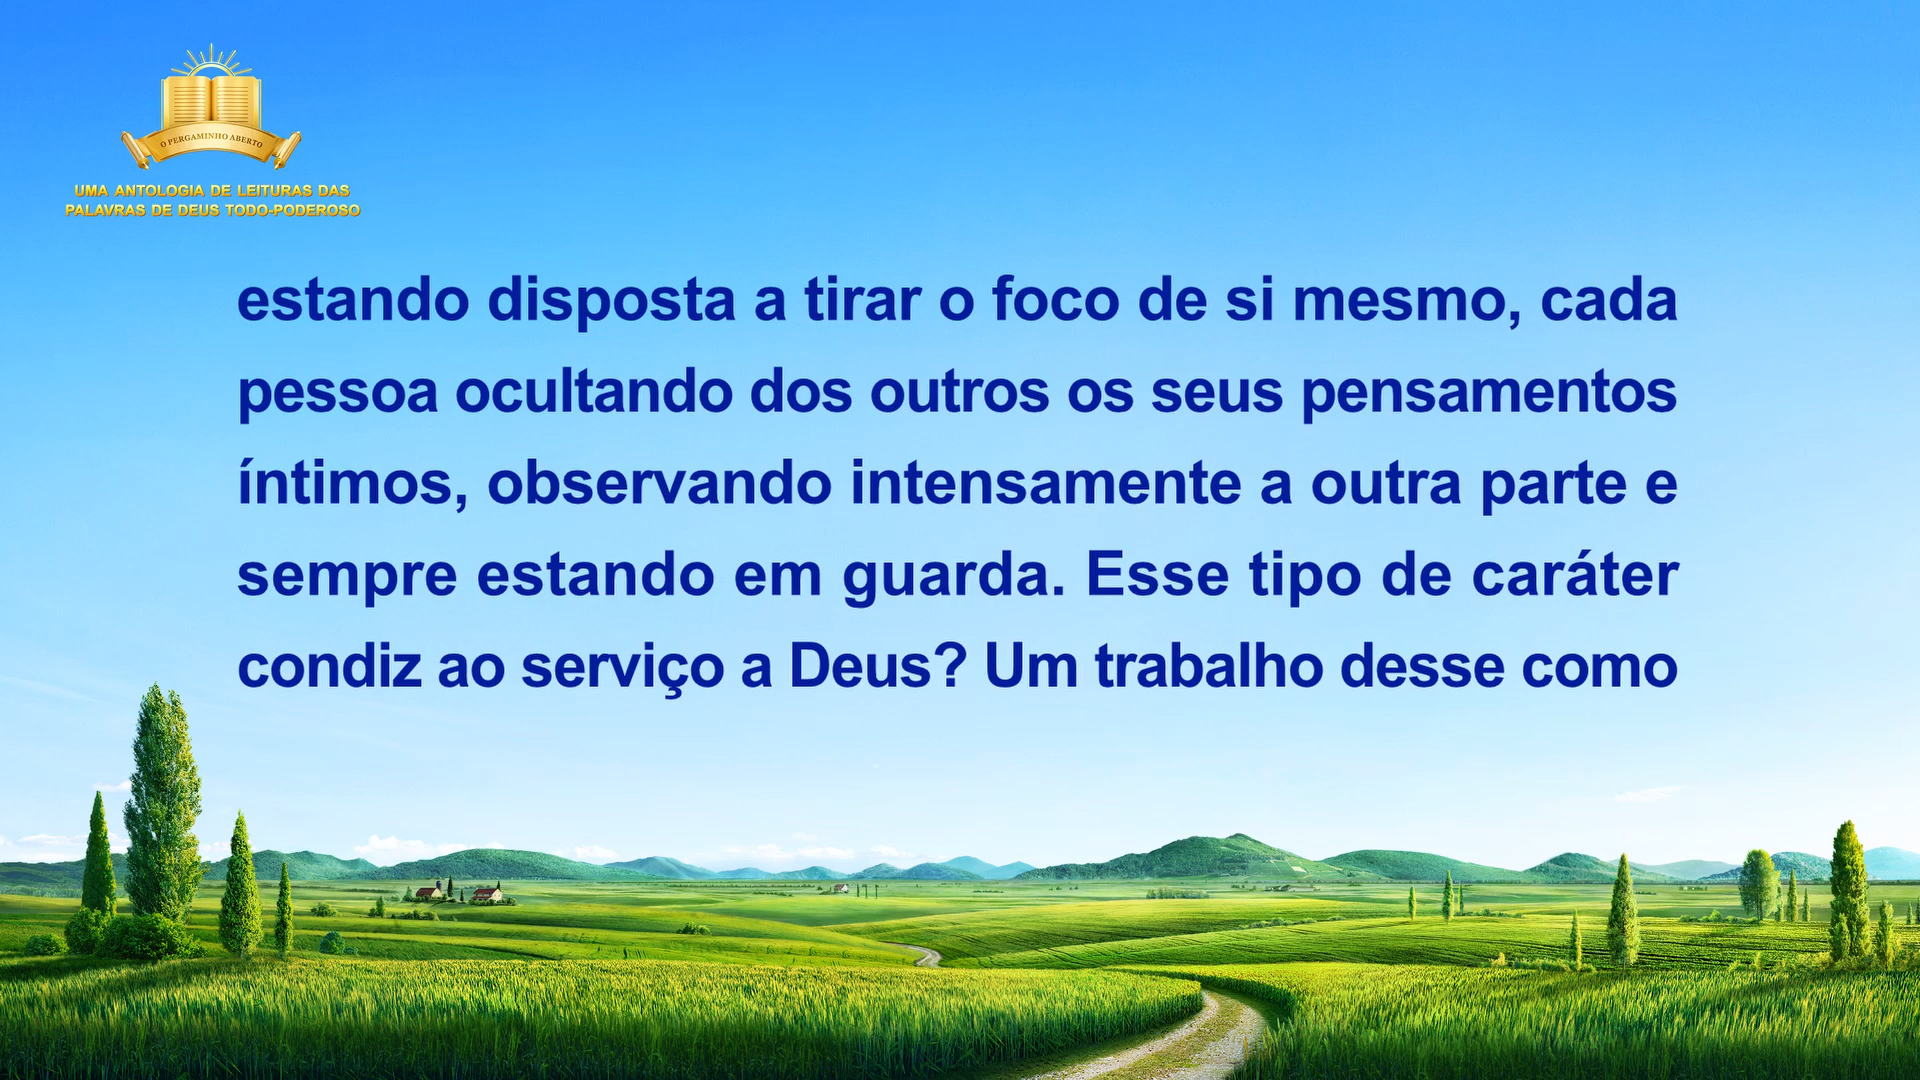 O PERGAMINHO ABERTO
UMA ANTOLOGIA DE LEITURAS DAS
PALAVRAS DE DEUS TODO-PODEROSO
estando disposta a tirar o foco de si mesmo, cada
pessoa ocultando dos outros os seus pensamentos
íntimos, observando intensamente a outra parte e
sempre estando em guarda. Esse tipo de caráter
condiz ao serviço a Deus? Um trabalho desse como